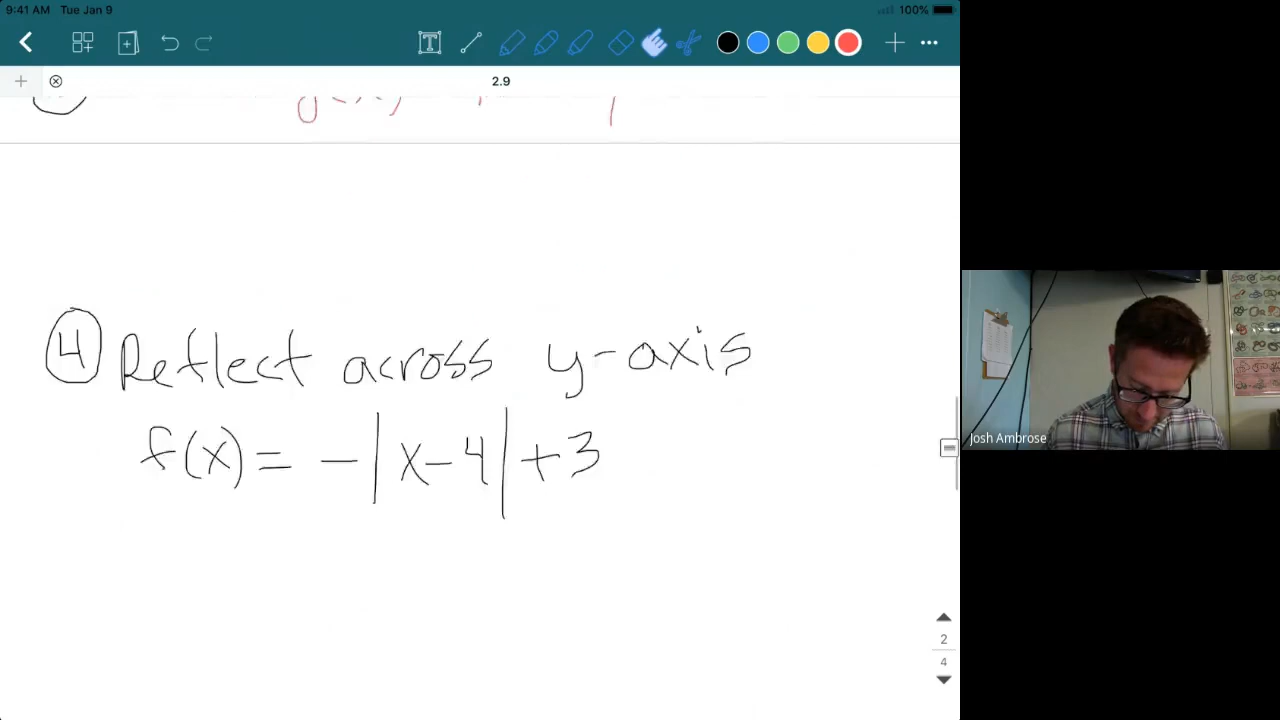 9:41 AM Tue Jan 9
100%
2.9
4 Reflect across y-axis
f(x) = -|x-4| +3
Josh Ambrose
2
4